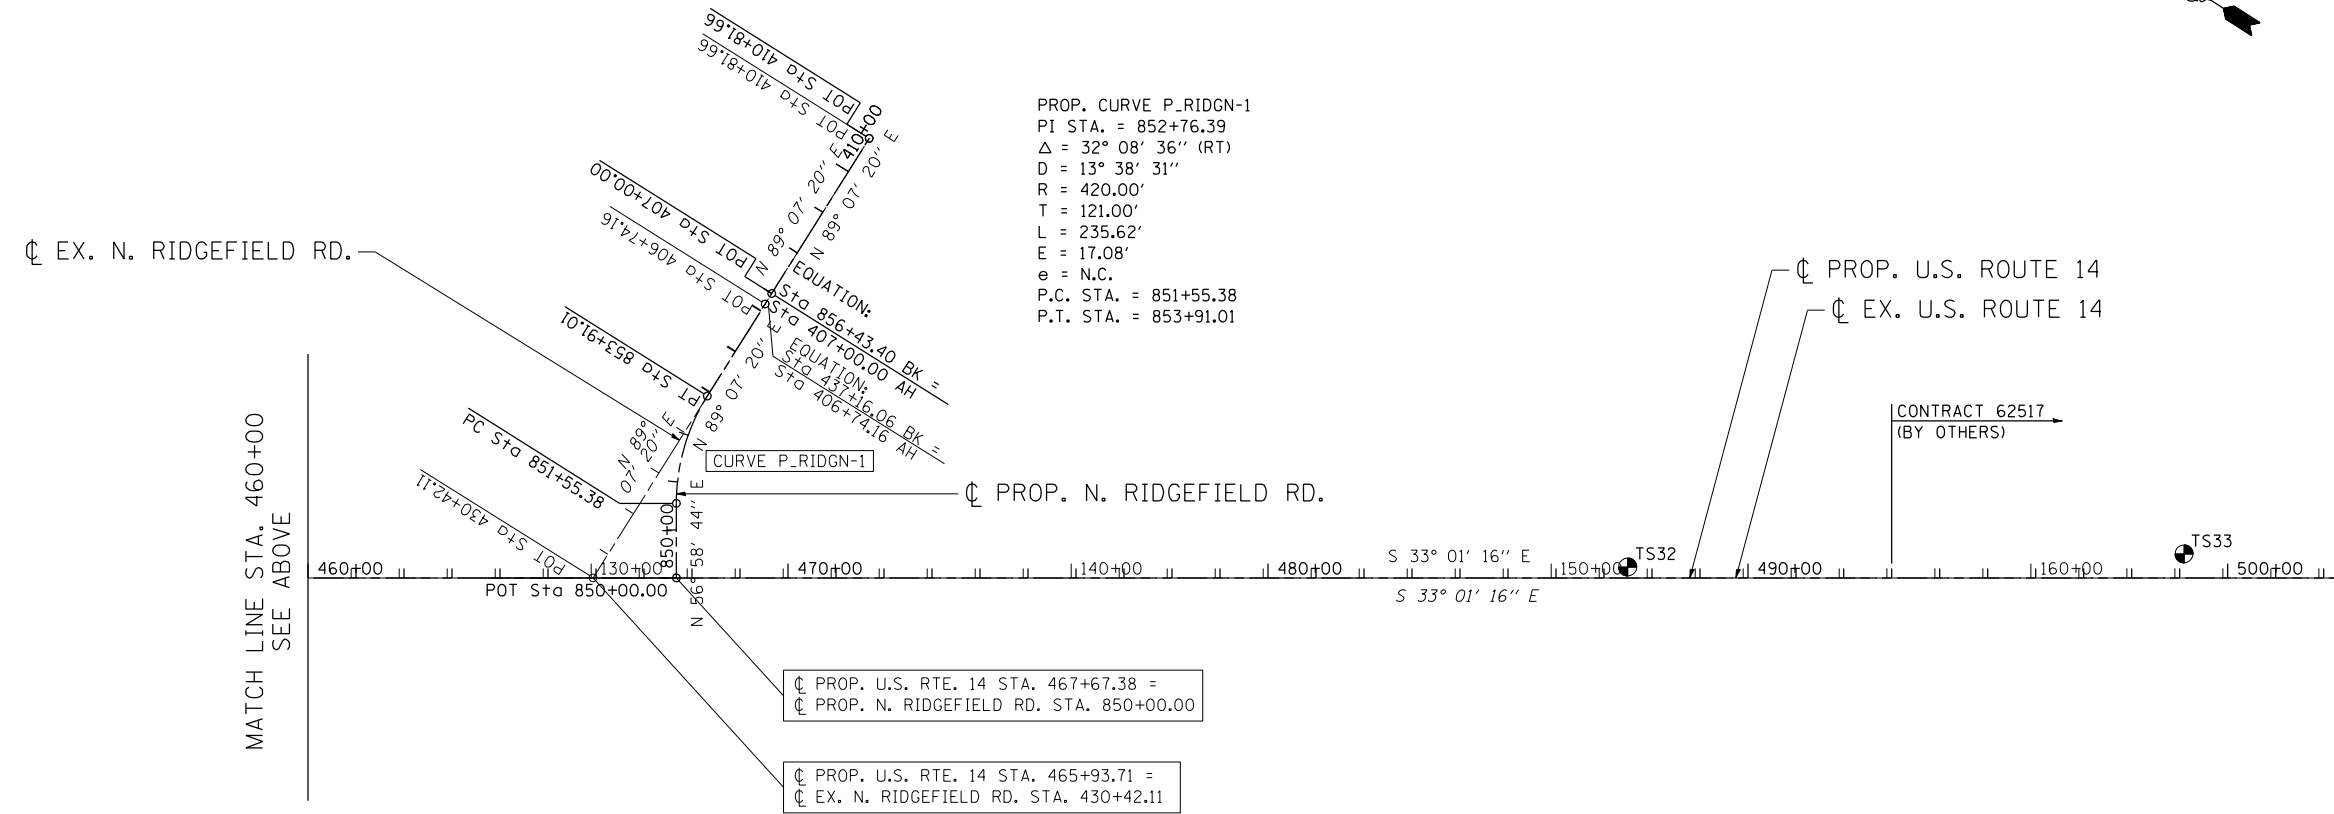 POT Sta 410+81.66
POT Sta 410+81.66
410+00
N 89° 07' 20" E
N 89° 07' 20" E
POT Sta 407+00.00
POT Sta 406+74.16
EQUATION:
Sta 856+43.40 BK =
Sta 407+00.00 AH
EQUATION:
Sta 437+16.06 BK =
Sta 406+74.16 AH
℄ EX. N. RIDGEFIELD RD.
PT Sta 853+91.01
N 89° 07' 20" E
N 89°
07' 20" E
PC Sta 851+55.38
POT Sta 430+42.11
CURVE P_RIDGN-1
℄ PROP. N. RIDGEFIELD RD.
850+00
N 56° 58' 44" E
PROP. CURVE P_RIDGN-1
PI STA. = 852+76.39
△ = 32° 08' 36" (RT)
D = 13° 38' 31"
R = 420.00'
T = 121.00'
L = 235.62'
E = 17.08'
e = N.C.
P.C. STA. = 851+55.38
P.T. STA. = 853+91.01
℄ PROP. U.S. ROUTE 14
℄ EX. U.S. ROUTE 14
CONTRACT 62517
(BY OTHERS)
TS32
TS33
MATCH LINE STA. 460+00
SEE ABOVE
460+00
130+00
470+00
140+00
480+00
150+00
490+00
160+00
500+00
S 33° 01' 16" E
S 33° 01' 16" E
POT Sta 850+00.00
℄ PROP. U.S. RTE. 14 STA. 467+67.38 =
℄ PROP. N. RIDGEFIELD RD. STA. 850+00.00
℄ PROP. U.S. RTE. 14 STA. 465+93.71 =
℄ EX. N. RIDGEFIELD RD. STA. 430+42.11